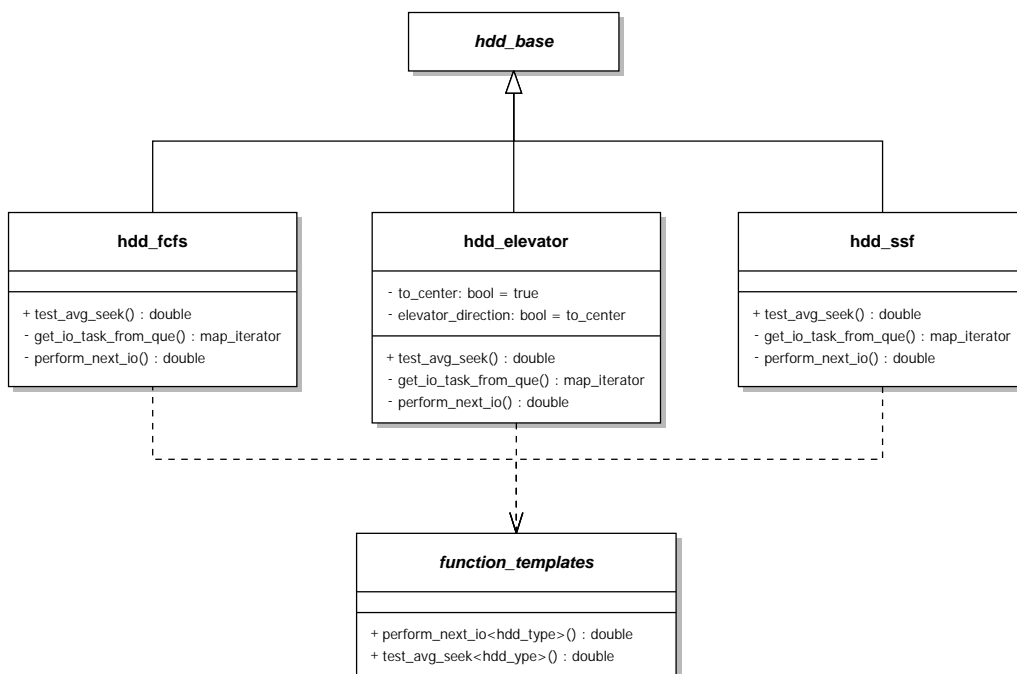 hdd_base
hdd_fcfs
+ test_avg_seek() : double
- get_io_task_from_que() : map_iterator
- perform_next_io() : double
hdd_elevator
- to_center: bool = true
- elevator_direction: bool = to_center
+ test_avg_seek() : double
- get_io_task_from_que() : map_iterator
- perform_next_io() : double
hdd_ssf
+ test_avg_seek() : double
- get_io_task_from_que() : map_iterator
- perform_next_io() : double
function_templates
+ perform_next_io<hdd_type>() : double
+ test_avg_seek<hdd_ype>() : double